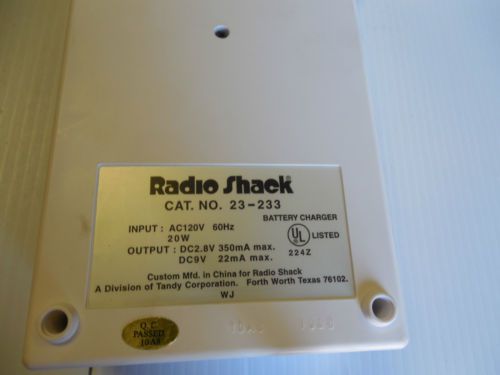 Radio Shack®
CAT. NO. 23-233
BATTERY CHARGER
INPUT : AC120V 60Hz
20W
UL LISTED
OUTPUT : DC2.8V 350mA max.
224Z
DC9V 22mA max.
Custom Mfd. in China for Radio Shack
A Division of Tandy Corporation. Forth Worth Texas 76102.
WJ
Q.C.
PASSED
10A8
10A8